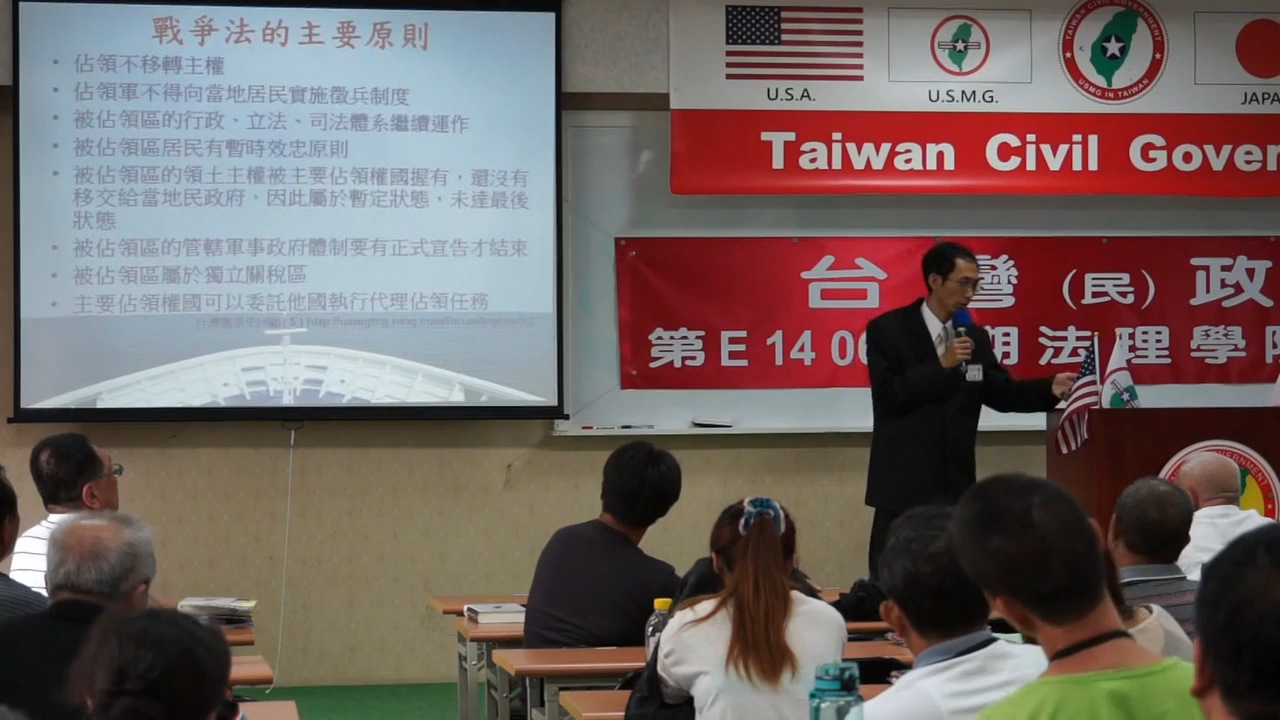 戰爭法的主要原則
• 佔領不移轉主權
• 佔領軍不得向當地居民實施徵兵制度
• 被佔領區的行政、立法、司法體系繼續運作
• 被佔領區居民有暫時效忠原則
• 被佔領區的領土主權被主要佔領權國握有，還沒有
移交給當地民政府，因此屬於暫定狀態，未達最後
狀態
• 被佔領區的管轄軍事政府體制要有正式宣告才結束
• 被佔領區屬於獨立關稅區
• 主要佔領權國可以委託他國執行代理佔領任務
U.S.A.
U.S.M.G.
TAIWAN CIVIL GOVERNMENT
USMG IN TAIWAN
JAPA
Taiwan Civil Gover
台灣（民）政
第E 14 0 期法理學